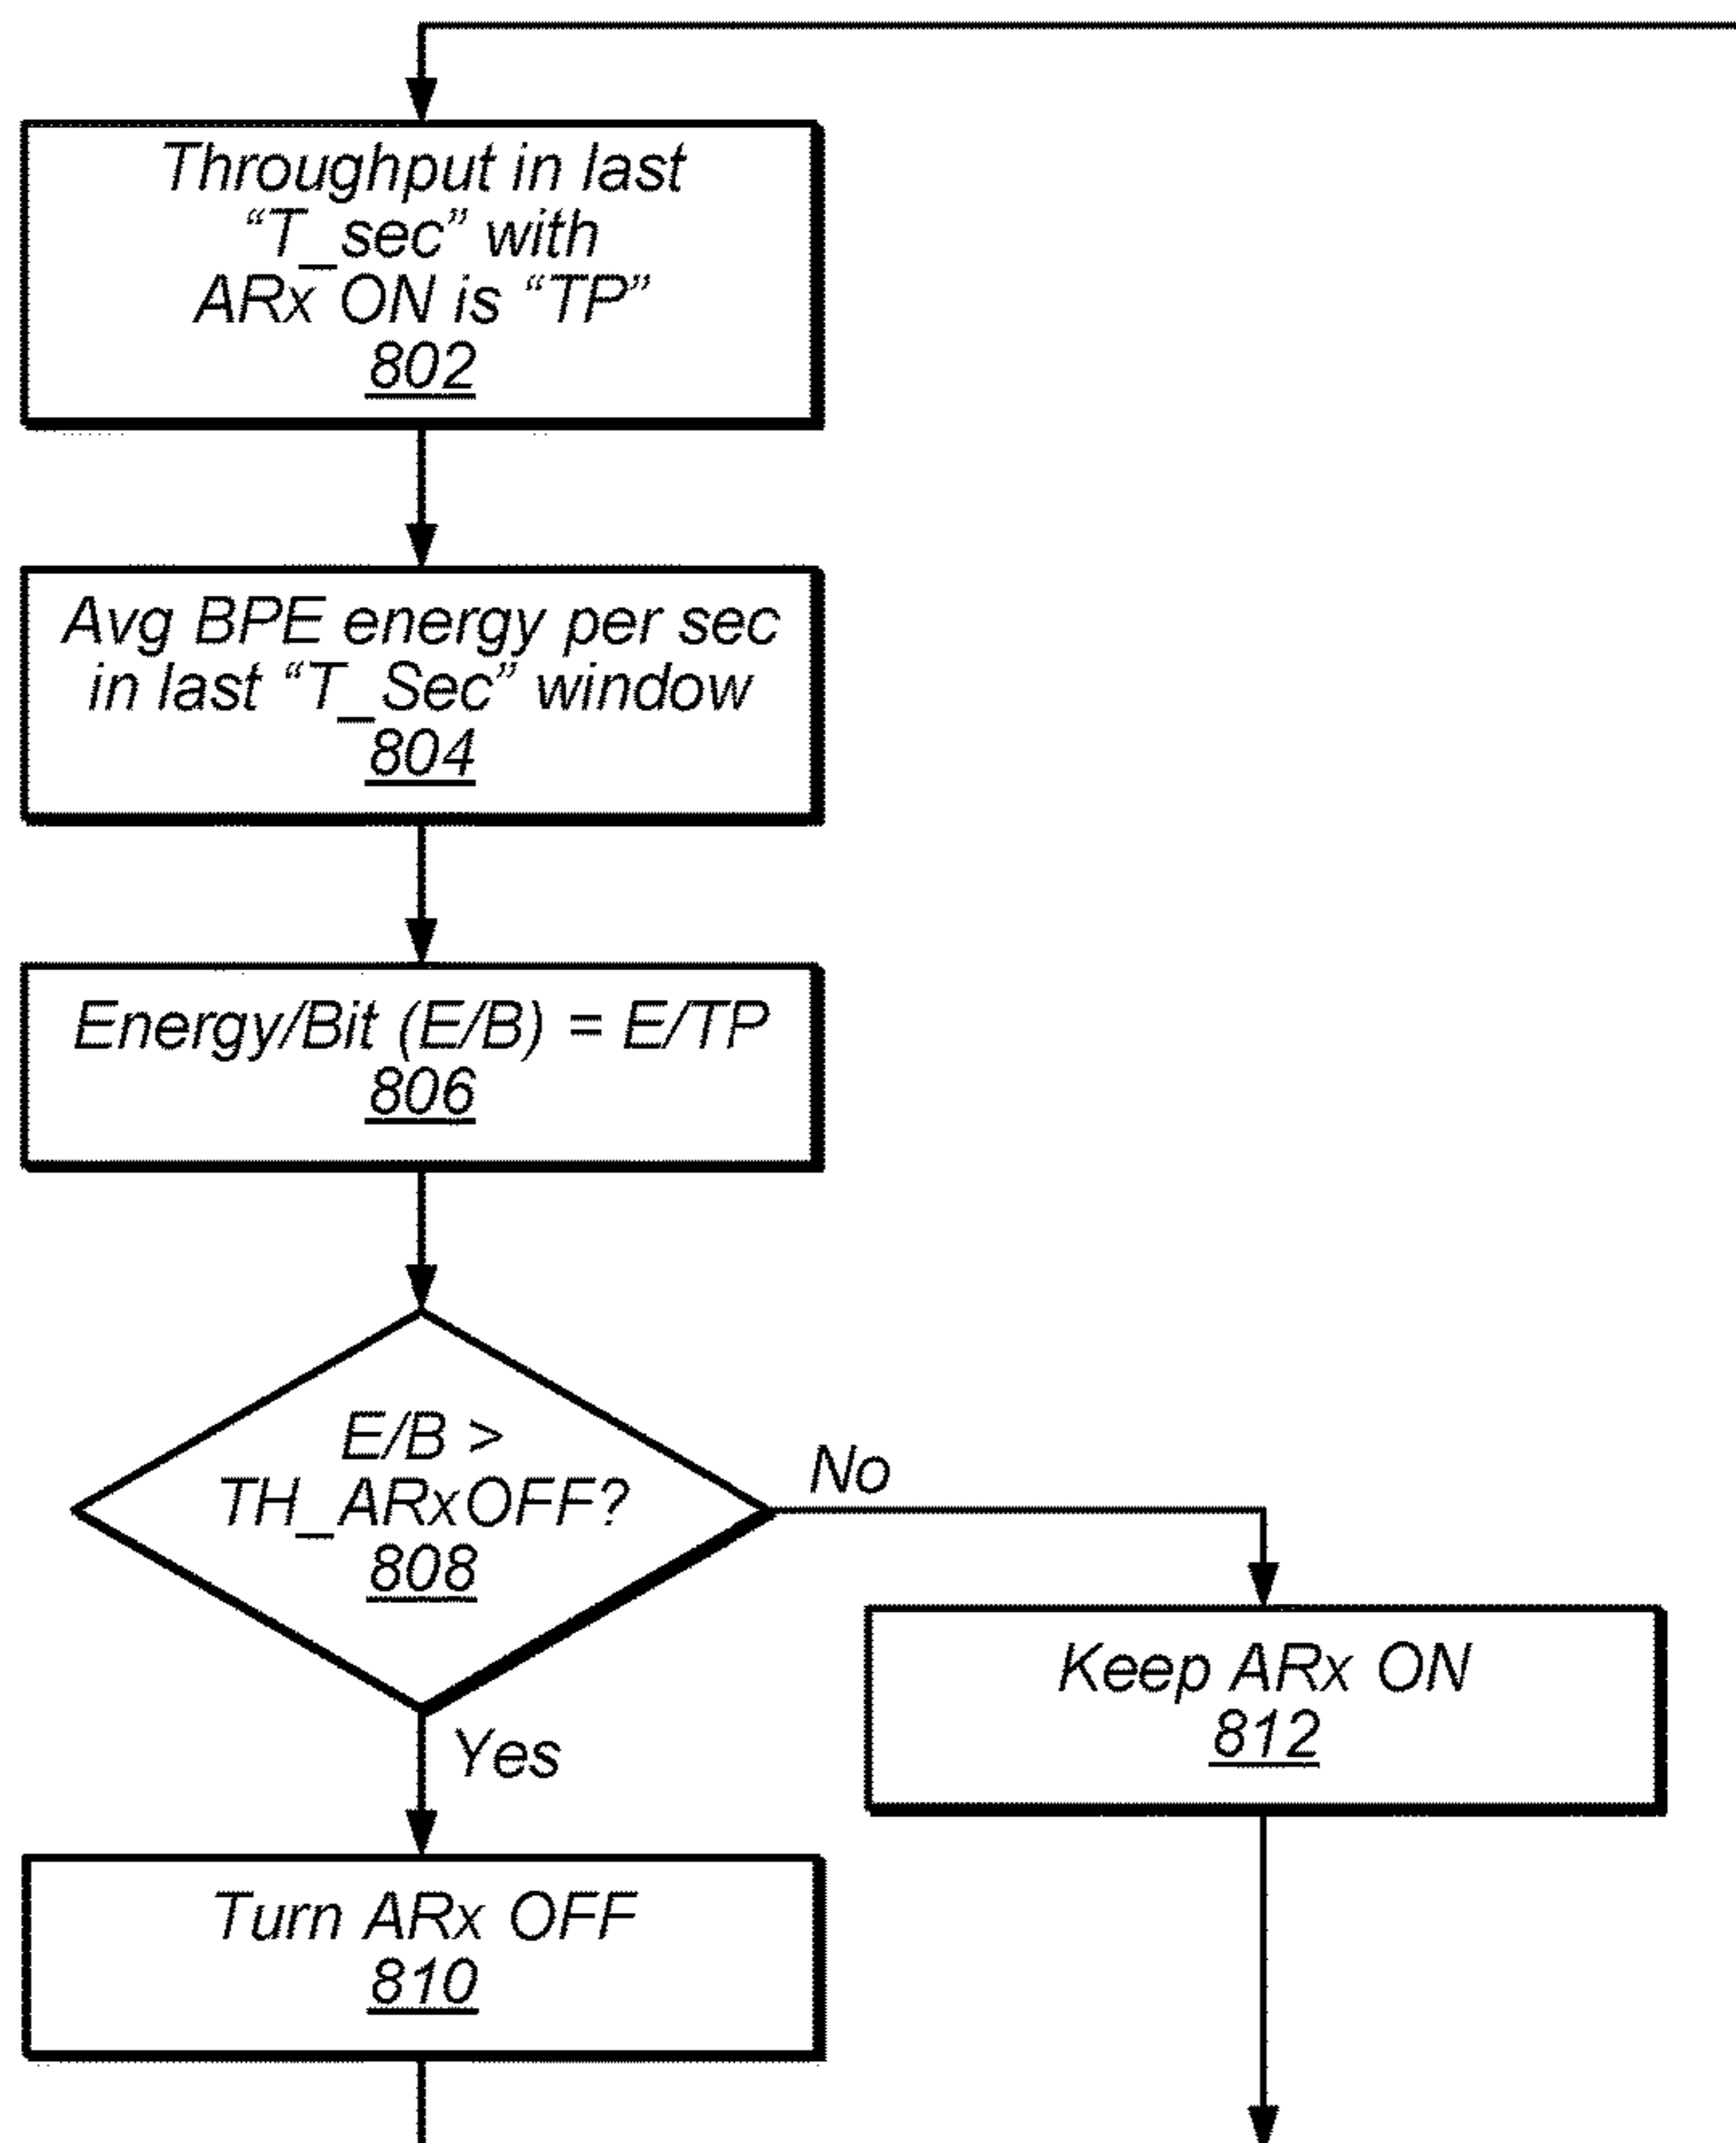 Throughput in last
“T_sec” with
ARx ON is “TP”
802
Avg BPE energy per sec
in last “T_Sec” window
804
Energy/Bit (E/B) = E/TP
806
E/B >
TH_ARxOFF?
808
No
Keep ARx ON
812
Yes
Turn ARx OFF
810